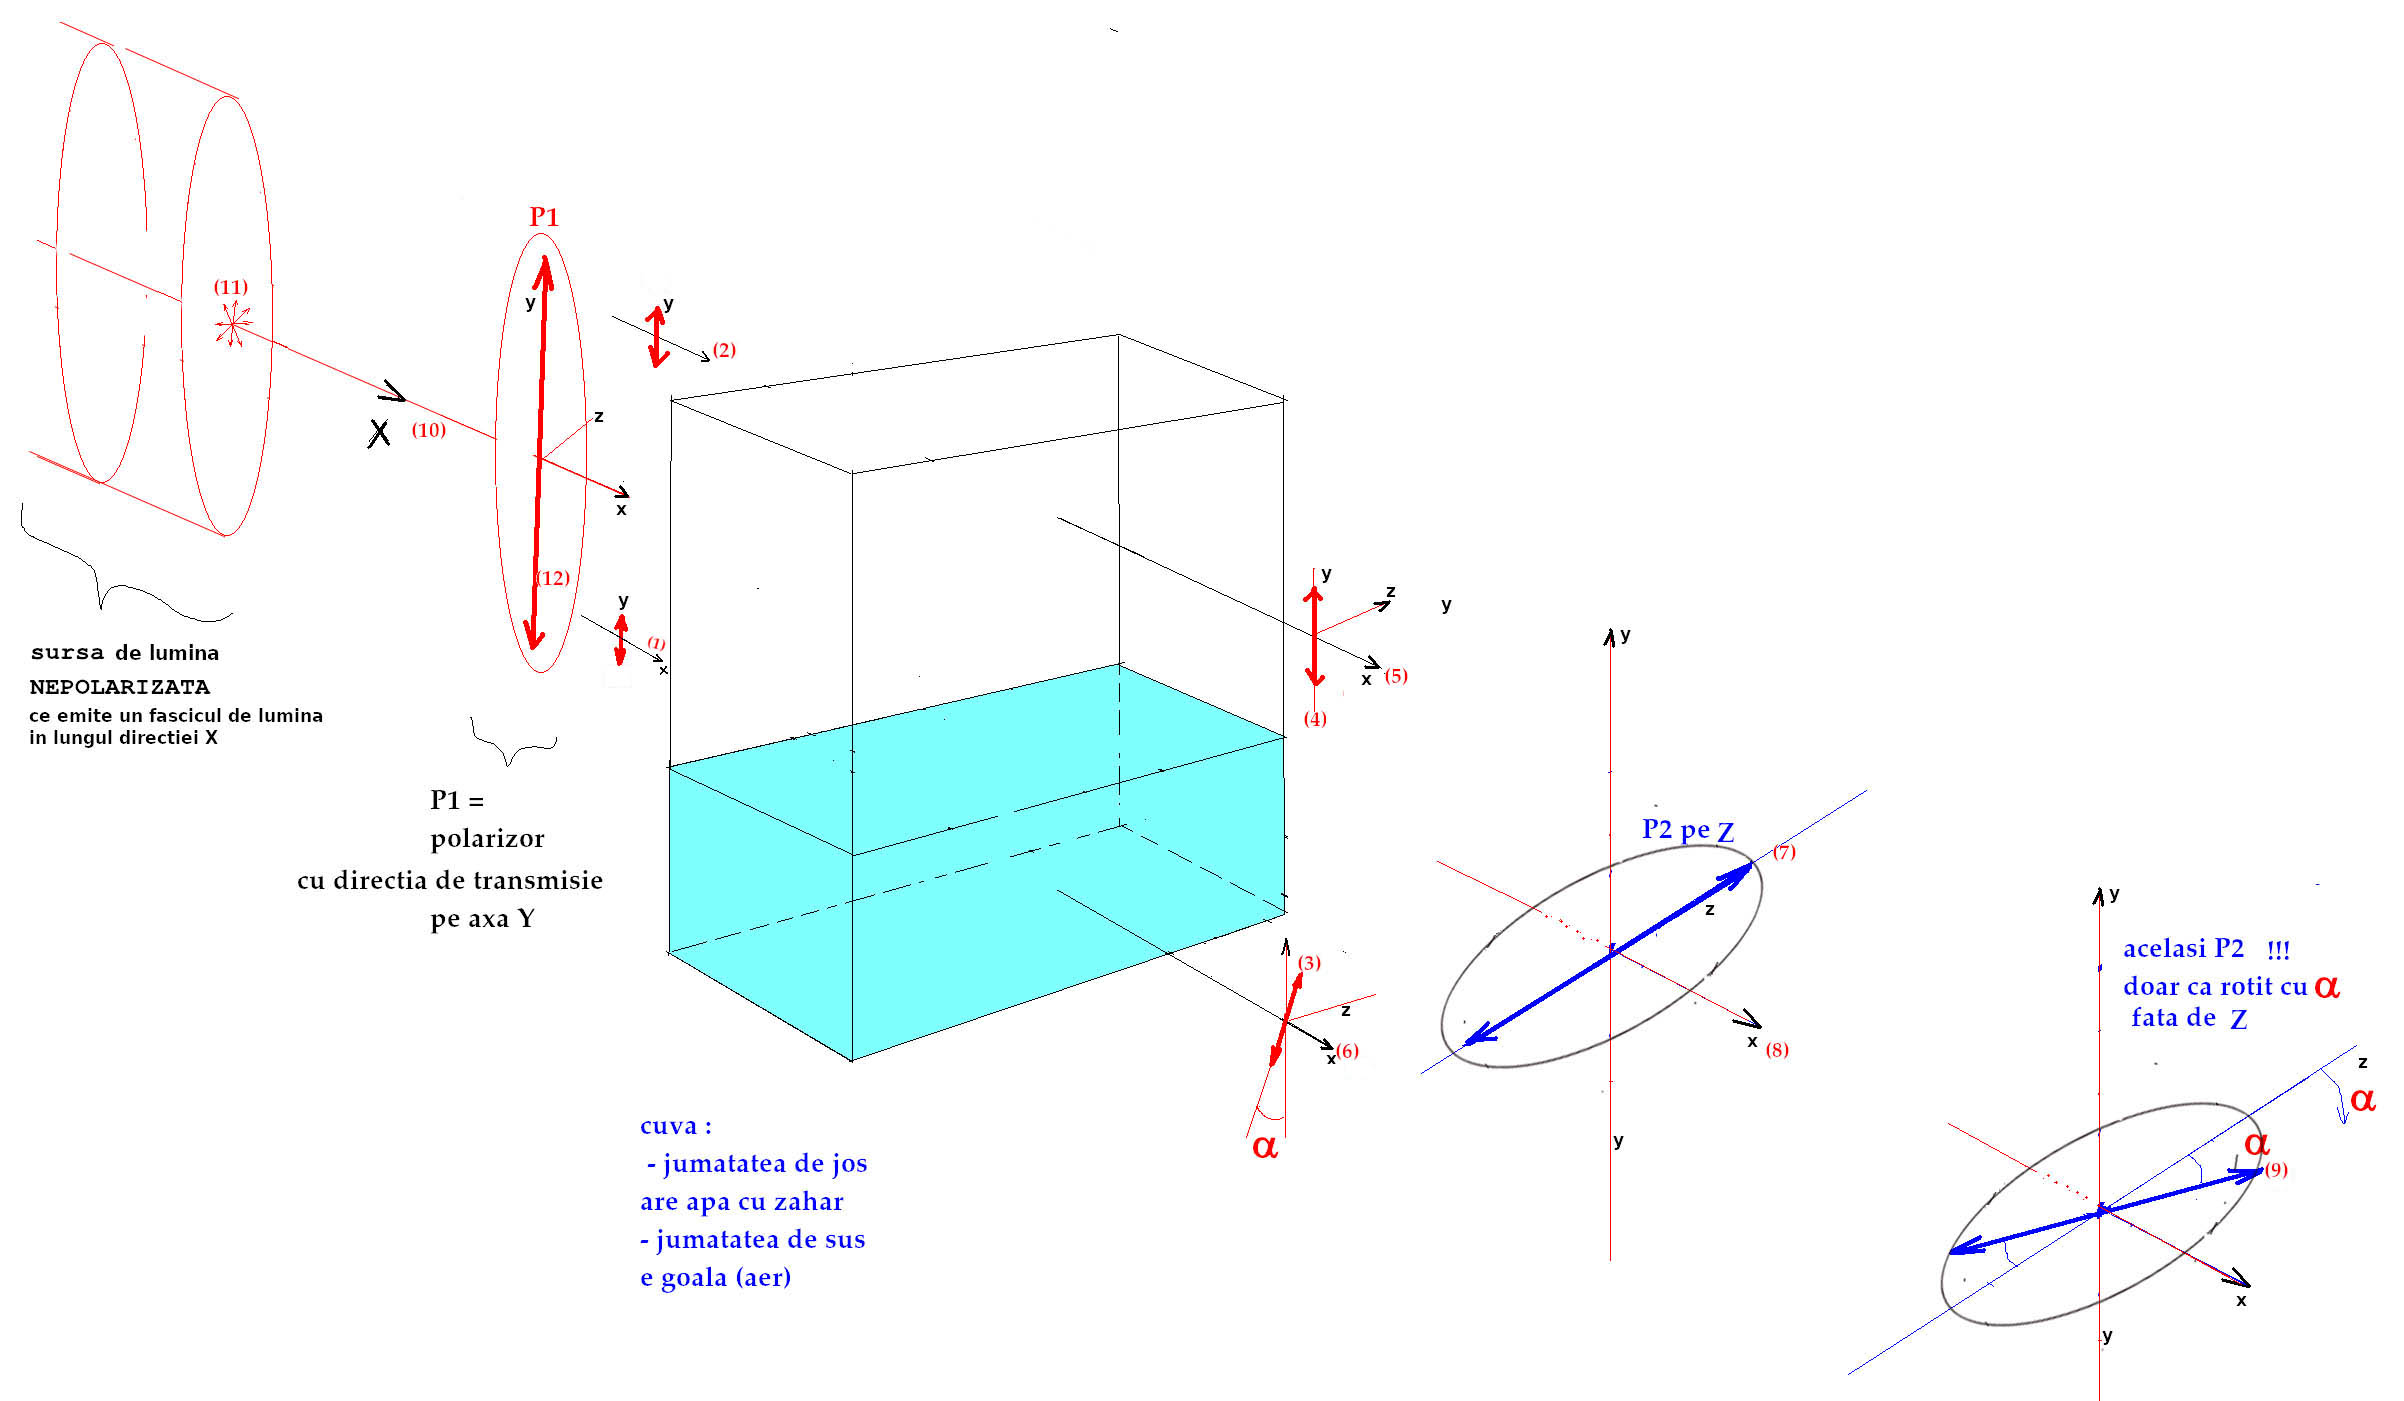 P1
y
z
x
(12)
(11)
X
(10)
y
(2)
y
(1)
x
sursa de lumina
NEPOLARIZATA
ce emite un fascicul de lumina
in lungul directiei X
P1 =
polarizor
cu directia de transmisie
pe axa Y
y
z
x
(5)
(4)
y
(3)
z
x
(6)
α
cuva :
- jumatatea de jos
are apa cu zahar
- jumatatea de sus
e goala (aer)
y
P2 pe Z
(7)
z
x
(8)
y
y
acelasi P2 !!!
doar ca rotit cu α
fata de Z
z
α
α
(9)
x
y